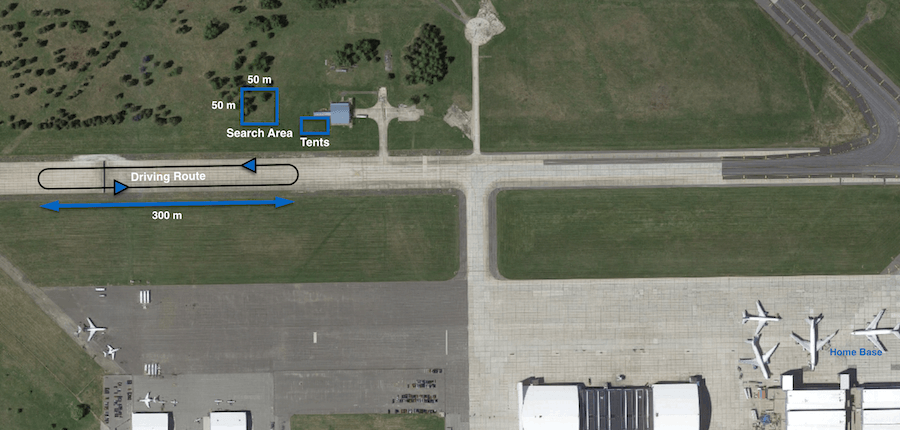 50 m
50 m
Search Area
Tents
Driving Route
300 m
Home Base